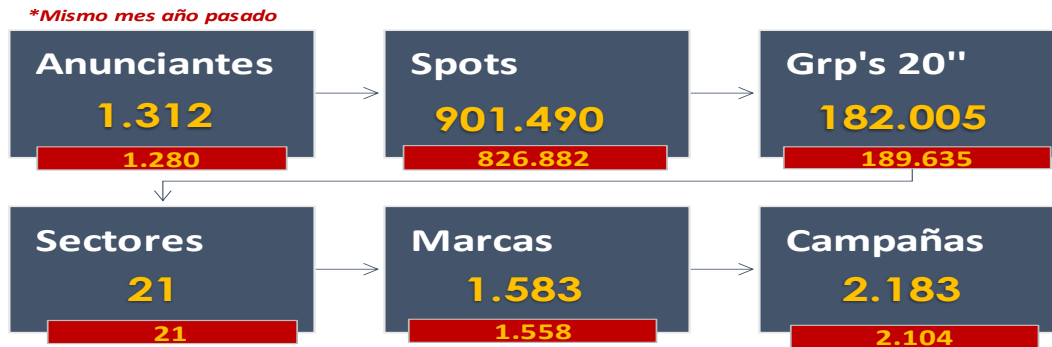 *Mismo mes año pasado
Anunciantes
1.312
1.280
Spots
901.490
826.882
Grp's 20''
182.005
189.635
Sectores
21
21
Marcas
1.583
1.558
Campañas
2.183
2.104